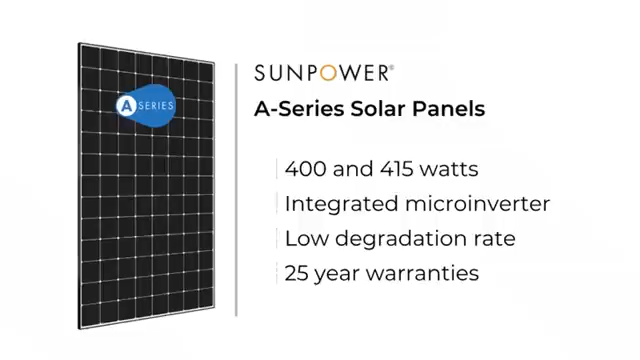 A SERIES
SUNPOWER®
A-Series Solar Panels
400 and 415 watts
Integrated microinverter
Low degradation rate
25 year warranties